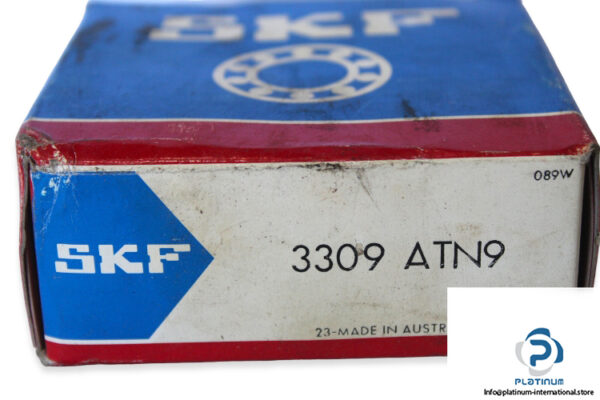 SKF
089W
SKF
3309 ATN9
23-MADE IN AUSTR
PLATINUM
Info@platinum-international.store